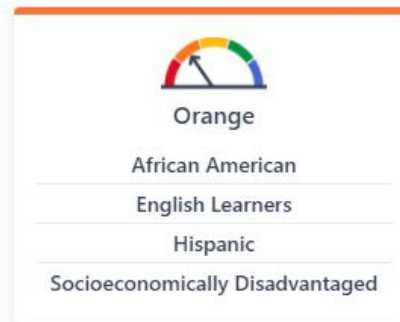 Orange
African American
English Learners
Hispanic
Socioeconomically Disadvantaged